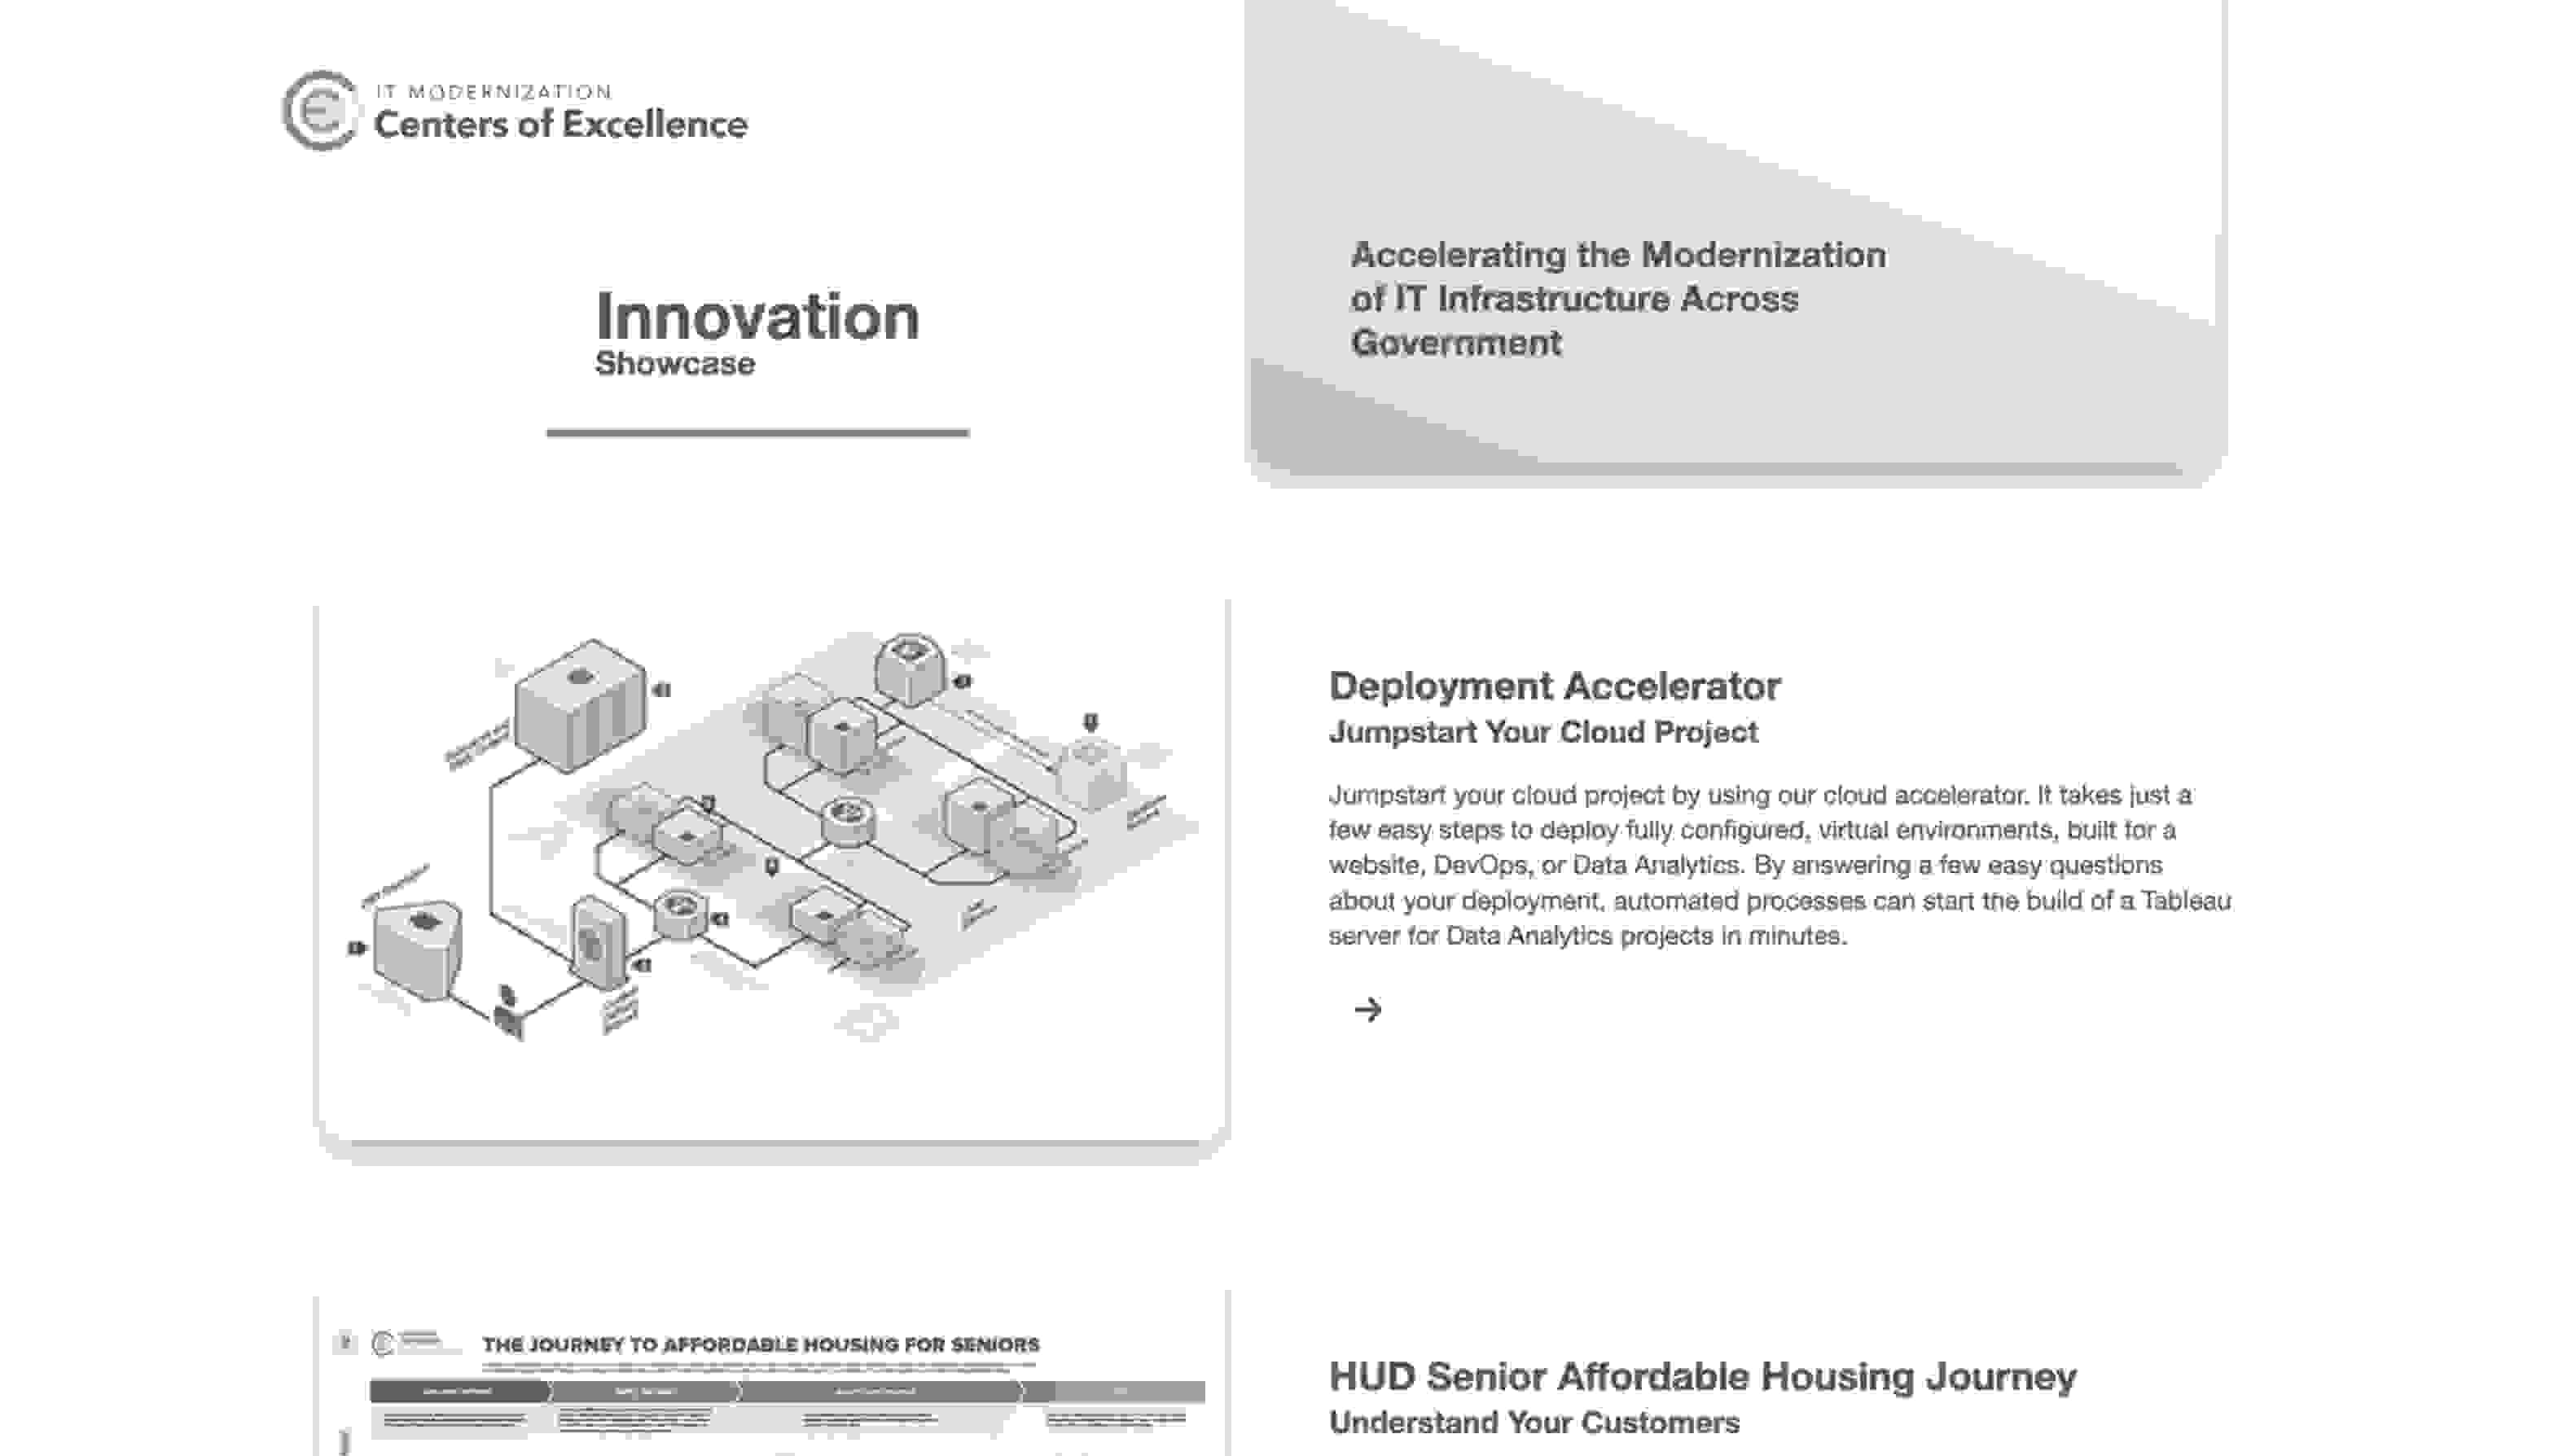 IT MODERNIZATION
Centers of Excellence
Innovation
Showcase
Accelerating the Modernization
of IT Infrastructure Across
Government
Deployment Accelerator
Jumpstart Your Cloud Project
Jumpstart your cloud project by using our cloud accelerator. It takes just a
few easy steps to deploy fully configured, virtual environments, built for a
website, DevOps, or Data Analytics. By answering a few easy questions
about your deployment, automated processes can start the build of a Tableau
server for Data Analytics projects in minutes.
THE JOURNEY TO AFFORDABLE HOUSING FOR SENIORS
HUD Senior Affordable Housing Journey
Understand Your Customers